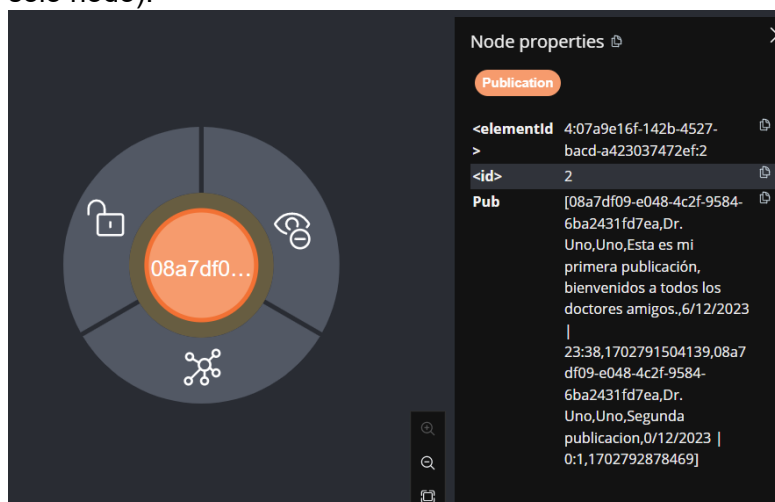 solo nodo).
Node properties
Publication
<elementId
>
4:07a9e16f-142b-4527-
bacd-a423037472ef:2
<id>
2
Pub
[08a7df09-e048-4c2f-9584-
6ba2431fd7ea,Dr.
Uno,Uno,Esta es mi
primera publicación,
bienvenidos a todos los
doctores amigos.,6/12/2023
|
23:38,1702791504139,08a7
df09-e048-4c2f-9584-
6ba2431fd7ea,Dr.
Uno,Uno,Segunda
publicacion,0/12/2023 |
0:1,1702792878469]
08a7df0...